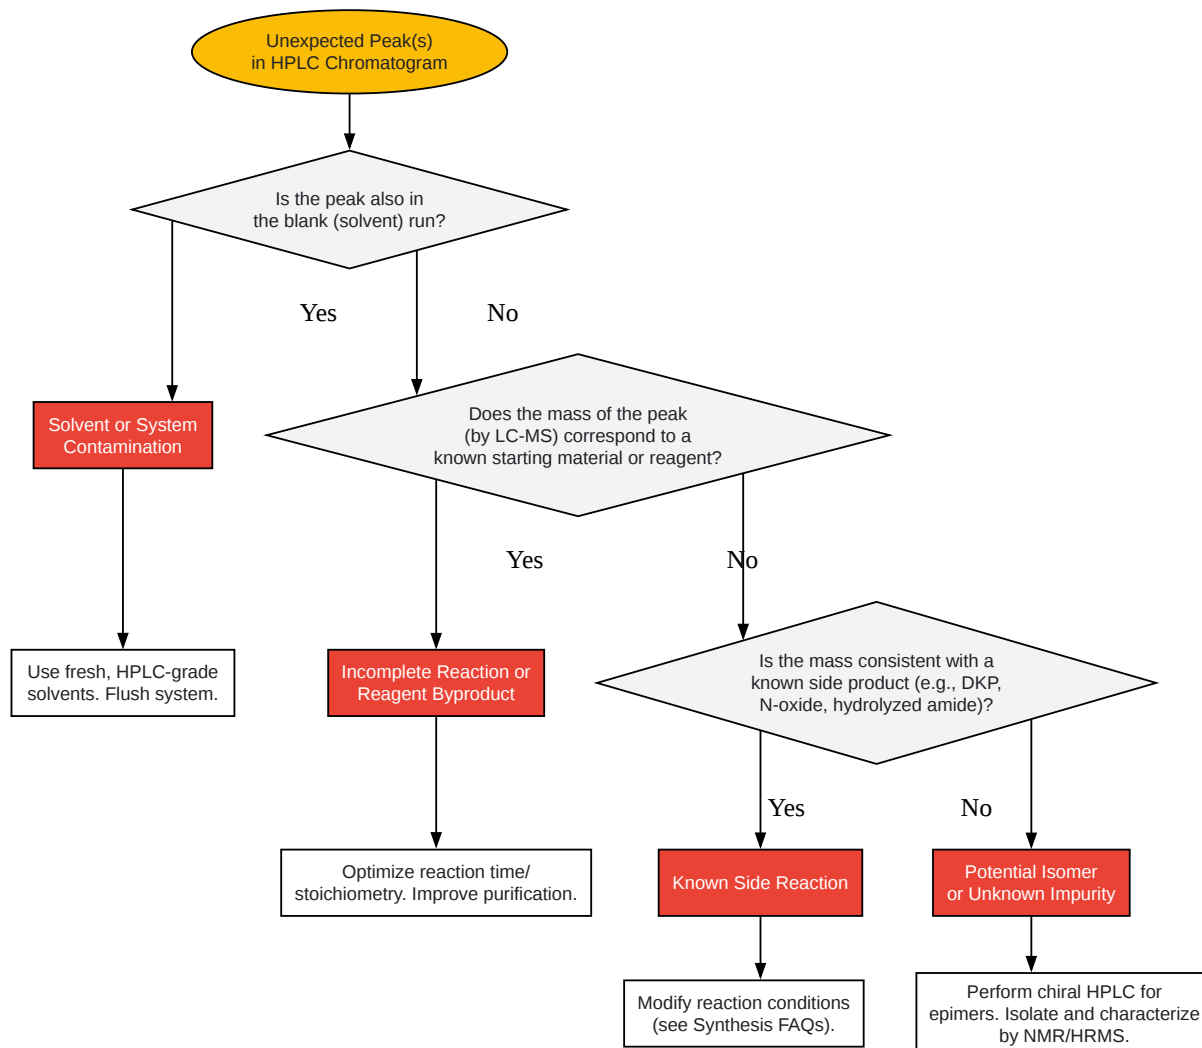 Unexpected Peak(s)
in HPLC Chromatogram
Is the peak also in
the blank (solvent) run?
Yes
No
Solvent or System
Contamination
Does the mass of the peak
(by LC-MS) correspond to a
known starting material or reagent?
Yes
No
Use fresh, HPLC-grade
solvents. Flush system.
Incomplete Reaction or
Reagent Byproduct
Is the mass consistent with a
known side product (e.g., DKP,
N-oxide, hydrolyzed amide)?
Yes
No
Optimize reaction time/
stoichiometry. Improve purification.
Known Side Reaction
Potential Isomer
or Unknown Impurity
Modify reaction conditions
(see Synthesis FAQs).
Perform chiral HPLC for
epimers. Isolate and characterize
by NMR/HRMS.